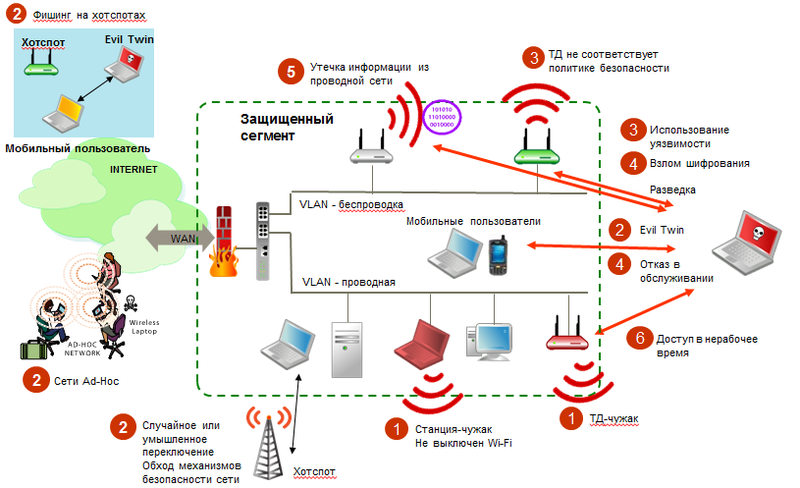 2 Фишинг на хотспотах
Хотспот
Evil Twin
Мобильный пользователь
INTERNET
WAN
AD-HOC
NETWORK
Wireless
Laptop
2 Сети Ad-Hoc
Защищенный
сегмент
5 Утечка информации из
проводной сети
101010
11010000
0010000
3 ТД не соответствует
политике безопасности
3 Использование
уязвимости
4 Взлом шифрования
Разведка
VLAN - беспроводка
Мобильные пользователи
2 Evil Twin
4 Отказ в
обслуживании
VLAN - проводная
6 Доступ в нерабочее
время
2 Случайное или
умышленное
переключение
Обход механизмов
безопасности сети
Хотспот
1 Станция-чужак
Не выключен Wi-Fi
1 ТД-чужак